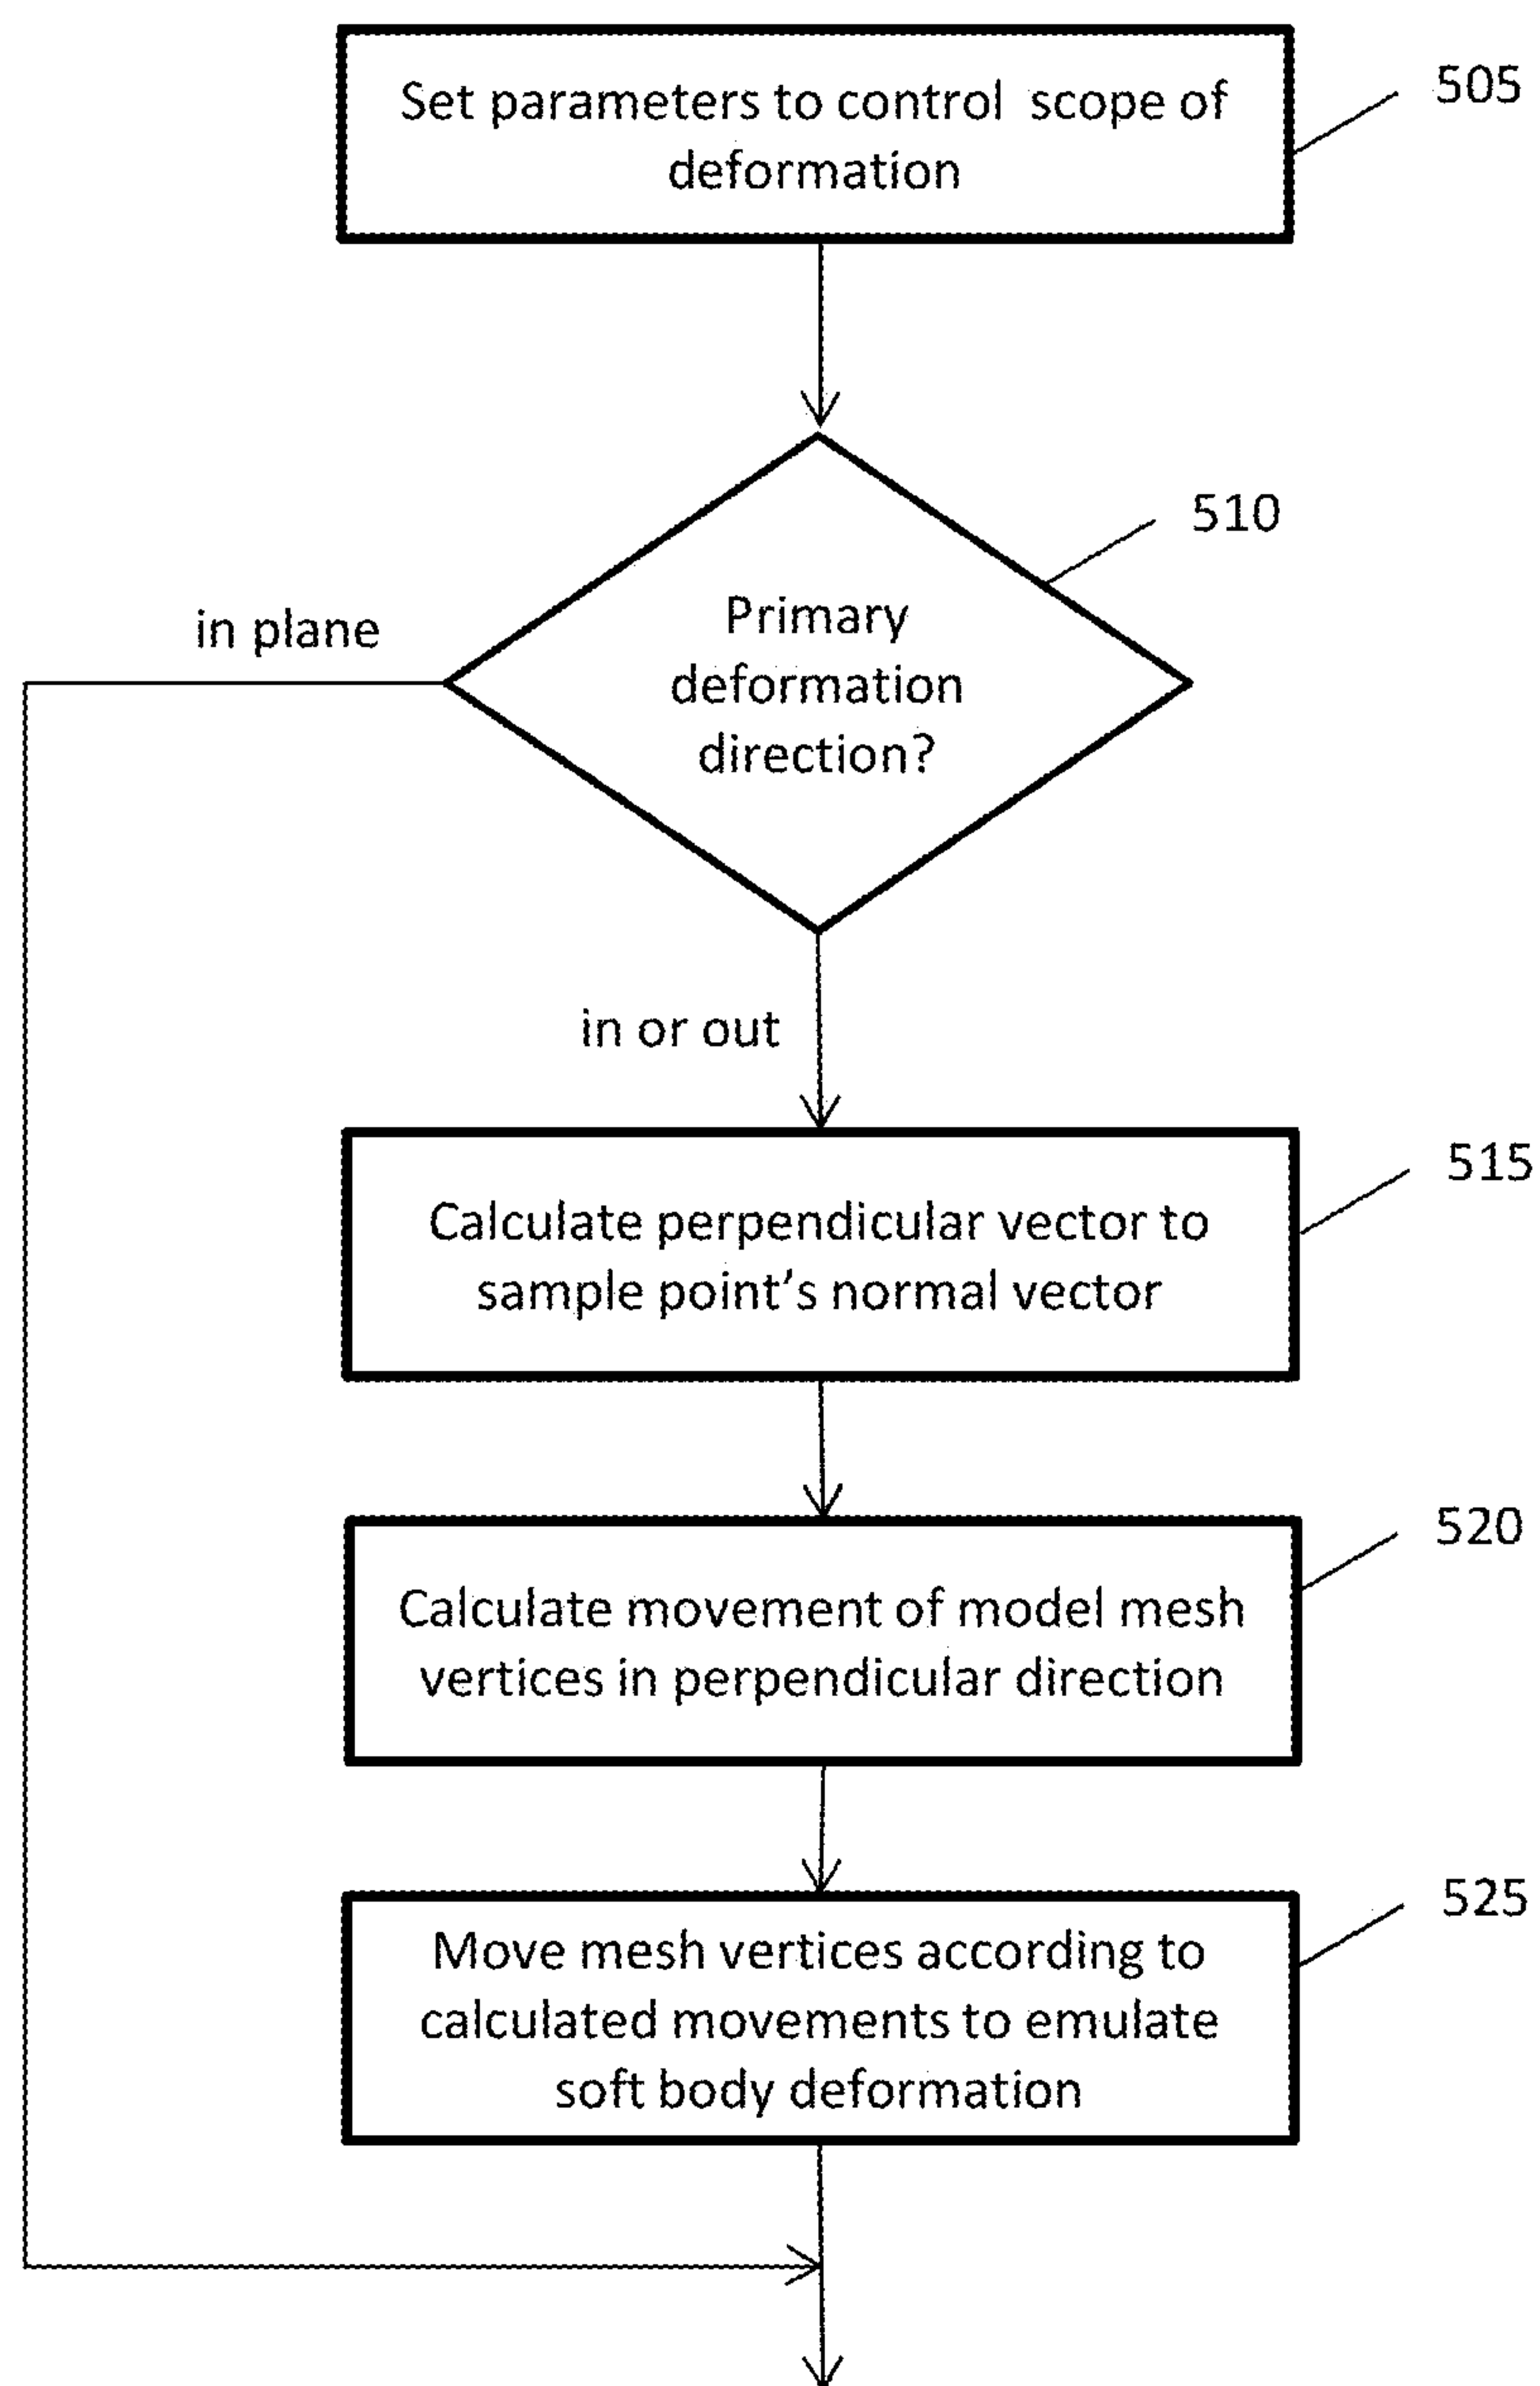 Set parameters to control scope of
deformation
505
510
in plane
Primary
deformation
direction?
in or out
515
Calculate perpendicular vector to
sample point's normal vector
520
Calculate movement of model mesh
vertices in perpendicular direction
525
Move mesh vertices according to
calculated movements to emulate
soft body deformation